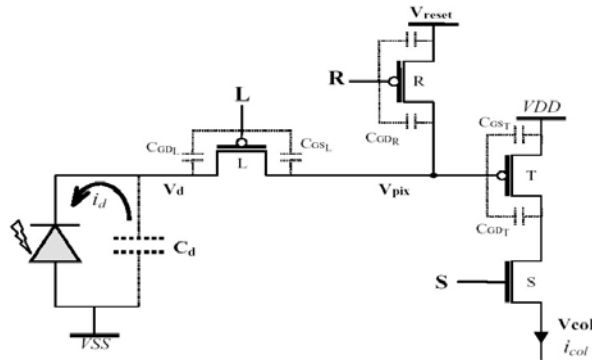 Vreset
R
R
CGDR
L
CGDL
CGSL
L
Vd
Vpix
VDD
CGST
T
CGDT
id
Cd
S
S
Vcol
icol
VSS